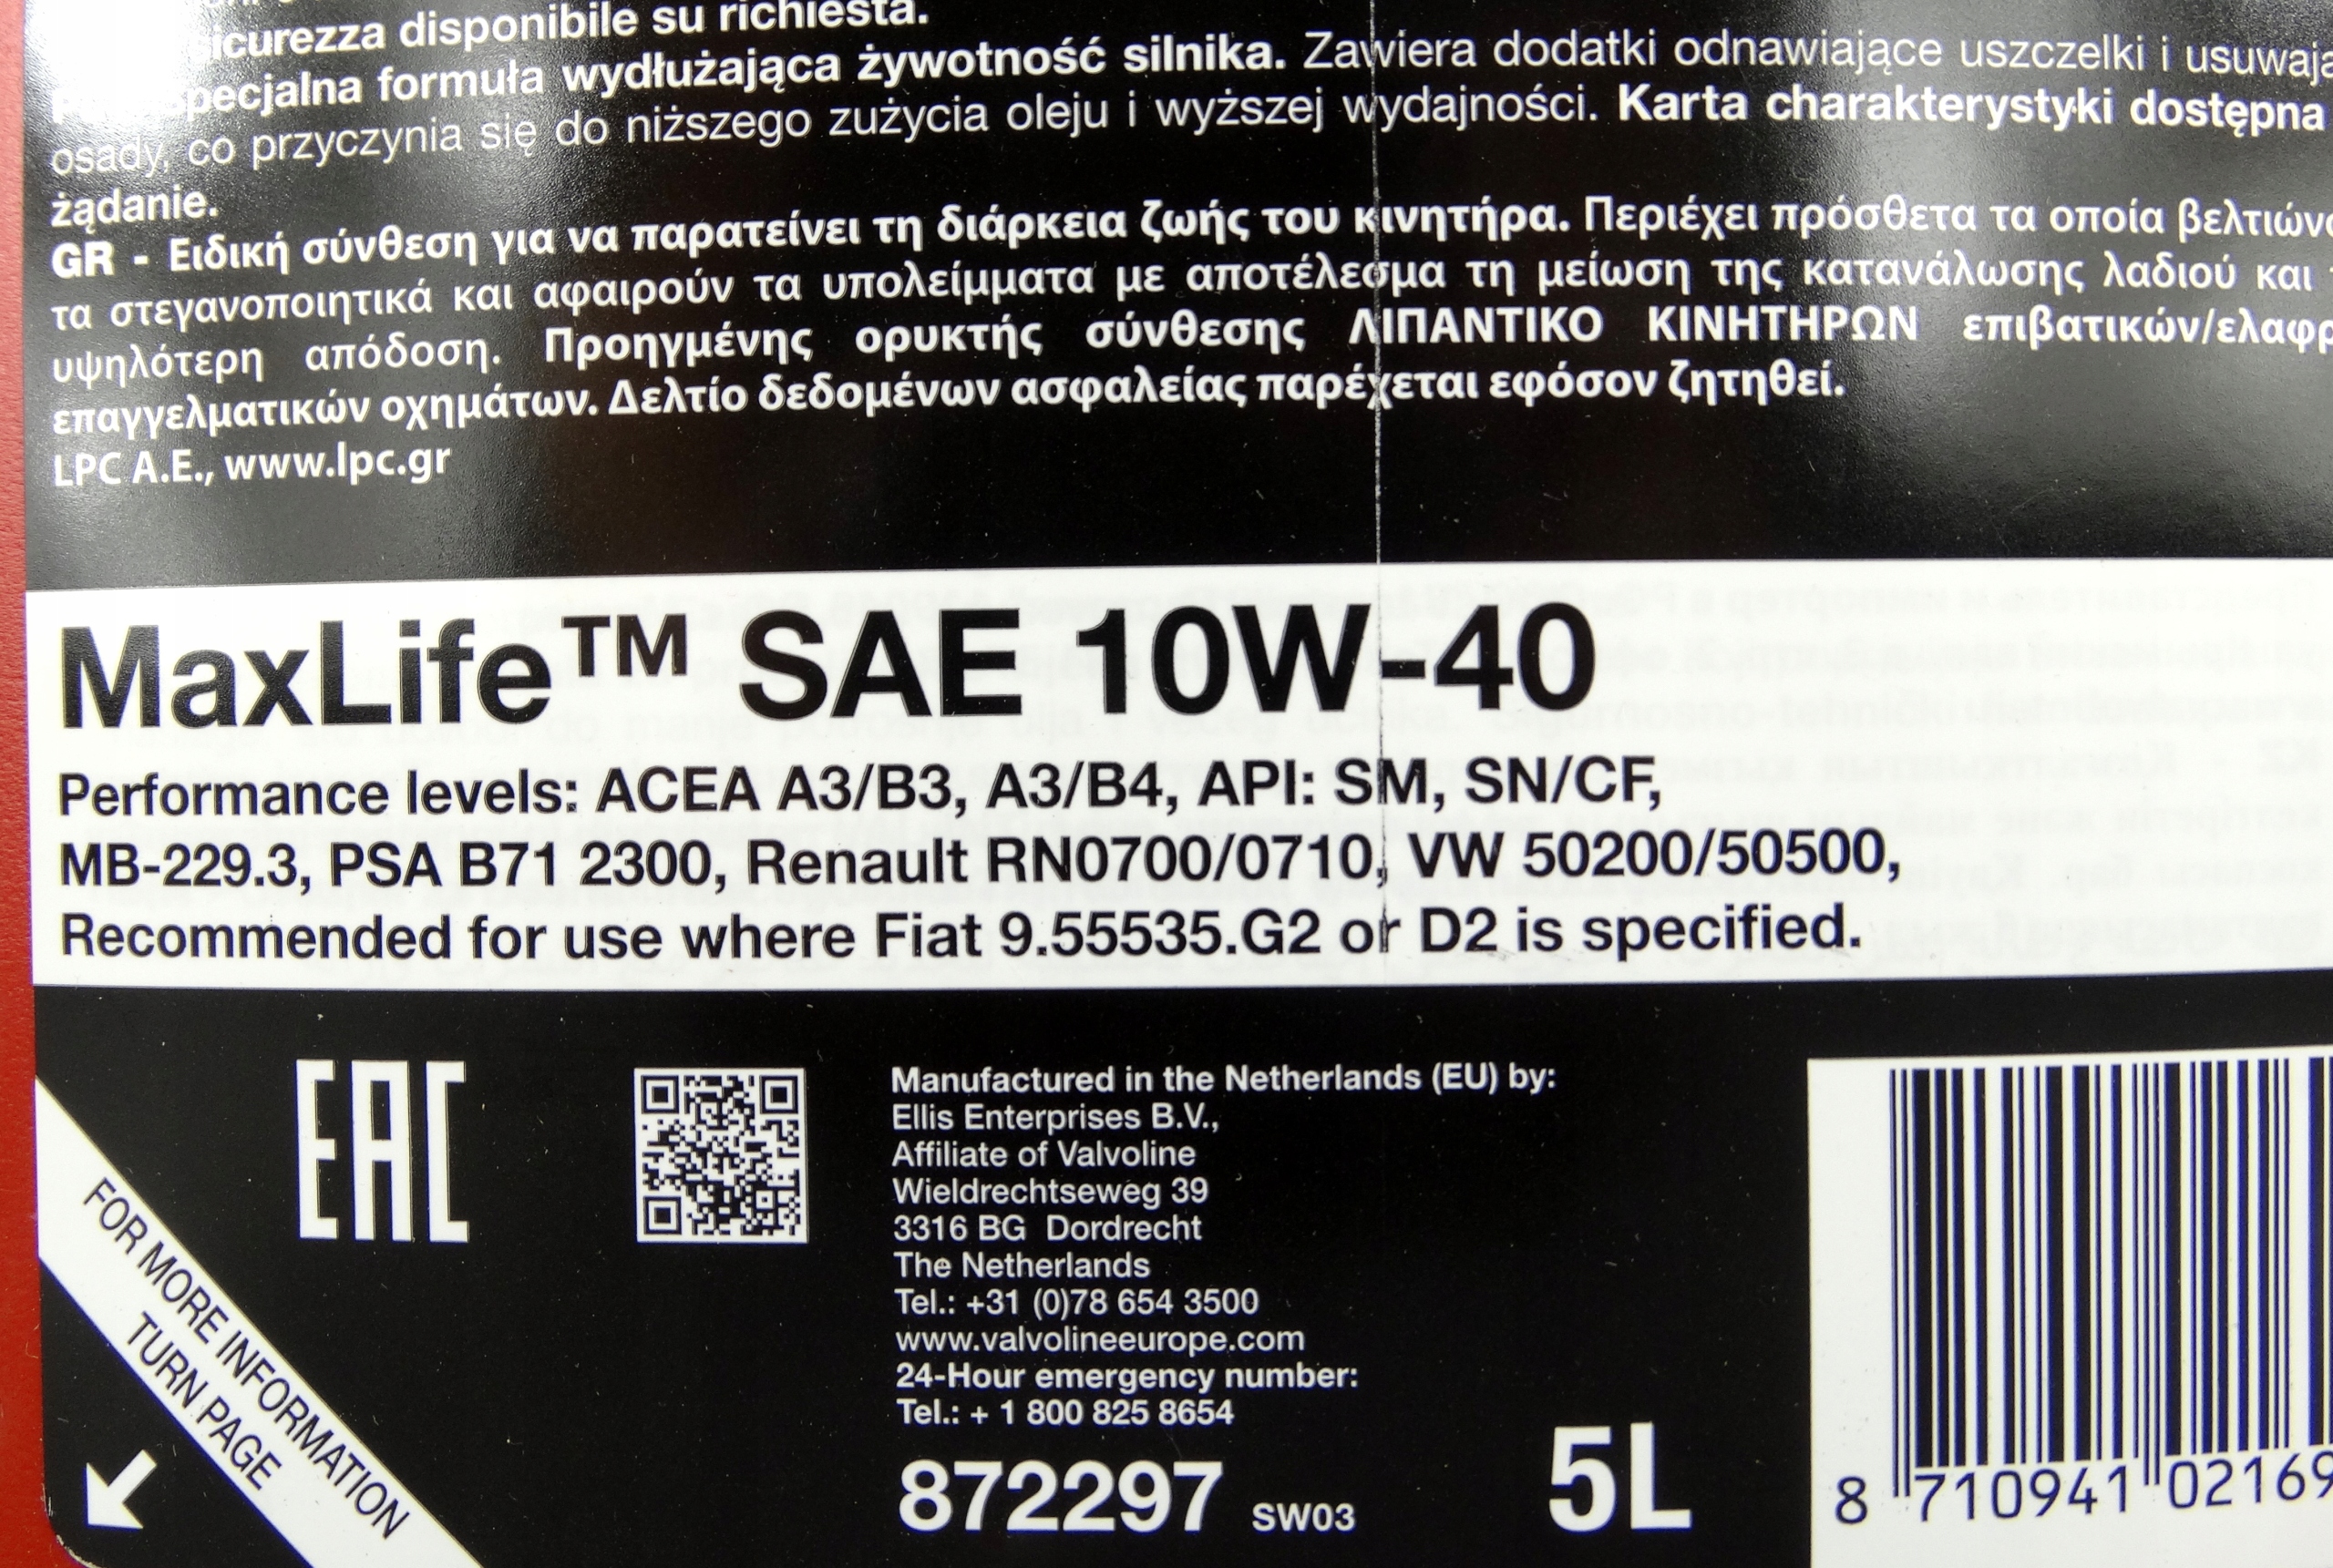 sicurezza disponibile su richiesta.
specjalna formuła wydłużająca żywotność silnika. Zawiera dodatki odnawiające uszczelki i
osady, co przyczynia się do niższego zużycia oleju i wyższej wydajności. Karta charakterystyki dostępna
żądanie.
GR - Ειδική σύνθεση για να παρατείνει τη διάρκεια ζωής του κινητήρα. Περιέχει πρόσθετα τα οποία
τα στεγανοποιητικά και αφαιρούν τα υπολείμματα με αποτέλεσμα τη μείωση της κατανάλωσης λαδιού και
υψηλότερη απόδοση. Προηγμένης ορυκτής σύνθεσης ΛΙΠΑΝΤΙΚΟ ΚΙΝΗΤΗΡΩΝ επιβατικών/ελαφρ
επαγγελματικών οχημάτων. Δελτίο δεδομένων ασφαλείας παρέχεται εφόσον ζητηθεί.
LPC A.E., www.lpc.gr
MaxLife™ SAE 10W-40
Performance levels: ACEA A3/B3, A3/B4, API: SM, SN/CF,
MB-229.3, PSA B71 2300, Renault RN0700/0710, VW 50200/50500,
Recommended for use where Fiat 9.55535.G2 or D2 is specified.
EAC
Manufactured in the Netherlands (EU) by:
Ellis Enterprises B.V.,
Affiliate of Valvoline
Wieldrechtseweg 39
3316 BG Dordrecht
The Netherlands
Tel.: +31 (0)78 654 3500
www.valvolineeurope.com
24-Hour emergency number:
Tel.: + 1 800 825 8654
872297 SW03
5L
8 710941 02169
FOR MORE INFORMATION
TURN PAGE